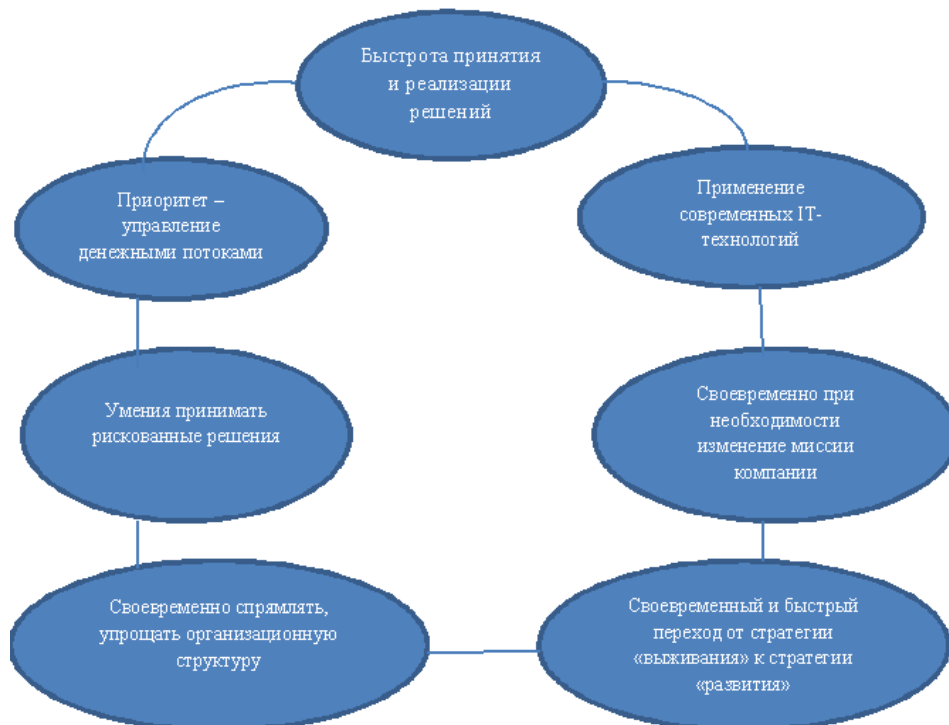 Быстрота принятия
и реализации
решений
Приоритет –
управление
денежными потоками
Применение
современных IT-
технологий
Умения принимать
рискованные решения
Своевременно при
необходимости
изменение миссии
компании
Своевременно спрямлять,
упрощать организационную
структуру
Своевременный и быстрый
переход от стратегии
«выживания» к стратегии
«развития»